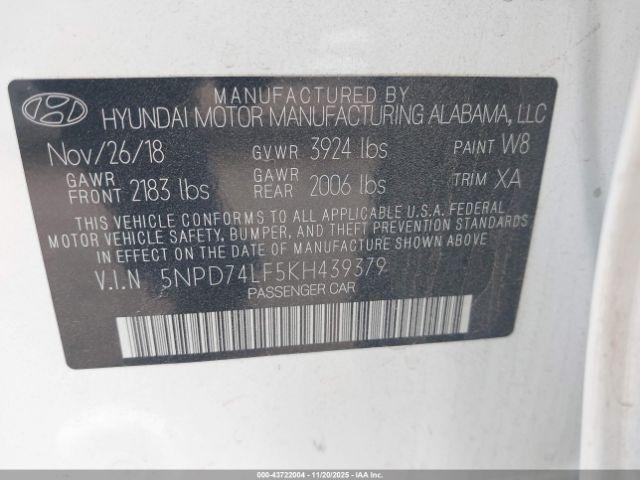 MANUFACTURED BY
HYUNDAI MOTOR MANUFACTURING ALABAMA, LLC
Nov/26/18 GVWR 3924 lbs PAINT W8
GAWR FRONT 2183 lbs GAWR REAR 2006 lbs TRIM XA
THIS VEHICLE CONFORMS TO ALL APPLICABLE U.S.A. FEDERAL
MOTOR VEHICLE SAFETY, BUMPER, AND THEFT PREVENTION STANDARDS
IN EFFECT ON THE DATE OF MANUFACTURE SHOWN ABOVE.
V.I.N 5NPD74LF5KH439379
PASSENGER CAR
000-43722004 - 11/20/2025 - COPYRIGHT IAA, LLC.